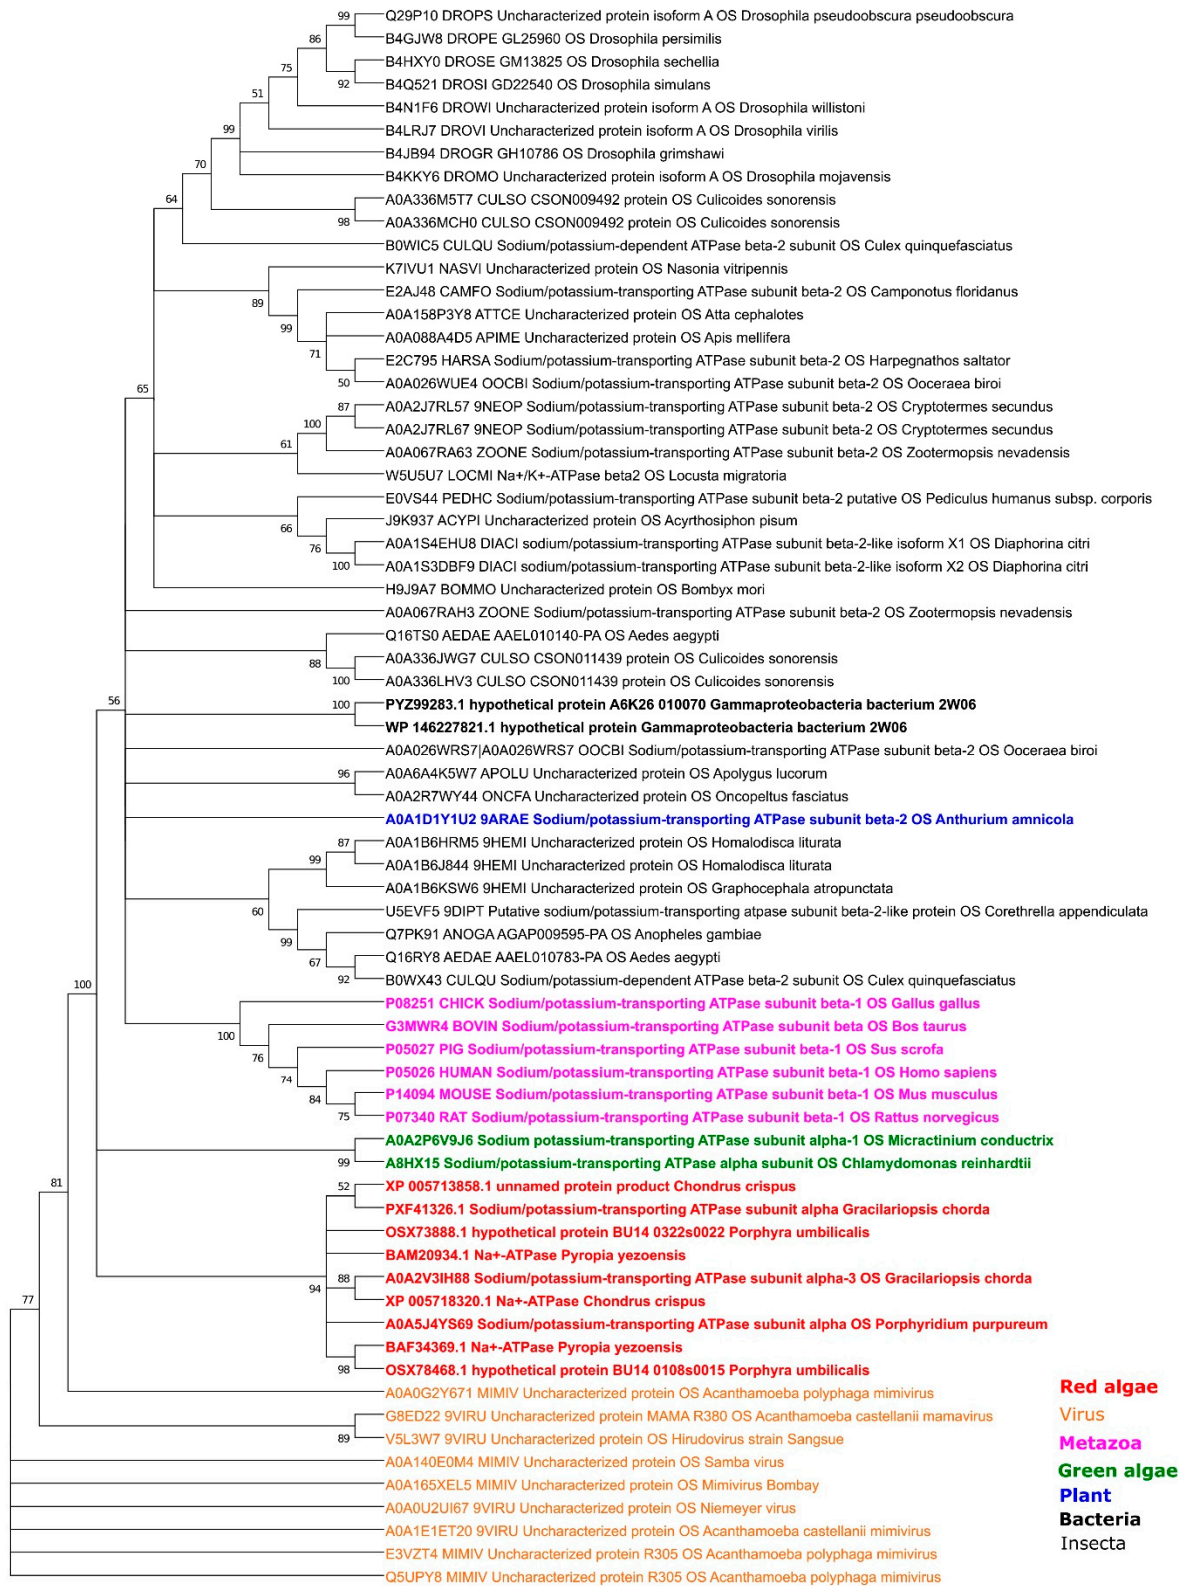 99
Q29P10 DROPS Uncharacterized protein isoform A OS Drosophila pseudoobscura pseudoobscura
86
B4GJW8 DROPE GL25960 OS Drosophila persimilis
B4HXY0 DROSE GM13825 OS Drosophila sechellia
75
92
B4Q521 DROSI GD22540 OS Drosophila simulans
51
B4N1F6 DROWI Uncharacterized protein isoform A OS Drosophila willistoni
99
B4LRJ7 DROVI Uncharacterized protein isoform A OS Drosophila virilis
B4JB94 DROGR GH10786 OS Drosophila grimshawi
70
B4KKY6 DROMO Uncharacterized protein isoform A OS Drosophila mojavensis
64
A0A336M5T7 CULSO CSON009492 protein OS Culicoides sonorensis
98
A0A336MCH0 CULSO CSON009492 protein OS Culicoides sonorensis
B0WIC5 CULQU Sodium/potassium-dependent ATPase beta-2 subunit OS Culex quinquefasciatus
K7IVU1 NASVI Uncharacterized protein OS Nasonia vitripennis
89
E2AJ48 CAMFO Sodium/potassium-transporting ATPase subunit beta-2 OS Camponotus floridanus
99
A0A158P3Y8 ATTCE Uncharacterized protein OS Atta cephalotes
A0A088A4D5 APIME Uncharacterized protein OS Apis mellifera
71
E2C795 HARSA Sodium/potassium-transporting ATPase subunit beta-2 OS Harpegnathos saltator
50
A0A026WUE4 OOCBI Sodium/potassium-transporting ATPase subunit beta-2 OS Ooceraea biroi
65
87
A0A2J7RL57 9NEOP Sodium/potassium-transporting ATPase subunit beta-2 OS Cryptotermes secundus
100
A0A2J7RL67 9NEOP Sodium/potassium-transporting ATPase subunit beta-2 OS Cryptotermes secundus
61
A0A067RA63 ZOONE Sodium/potassium-transporting ATPase subunit beta-2 OS Zootermopsis nevadensis
W5U5U7 LOCMI Na+/K+-ATPase beta2 OS Locusta migratoria
E0VS44 PEDHC Sodium/potassium-transporting ATPase subunit beta-2 putative OS Pediculus humanus subsp. corporis
66
J9K937 ACYPI Uncharacterized protein OS Acyrthosiphon pisum
76
A0A1S4EHU8 DIACI sodium/potassium-transporting ATPase subunit beta-2-like isoform X1 OS Diaphorina citri
100
A0A1S3DBF9 DIACI sodium/potassium-transporting ATPase subunit beta-2-like isoform X2 OS Diaphorina citri
H9J9A7 BOMMO Uncharacterized protein OS Bombyx mori
A0A067RAH3 ZOONE Sodium/potassium-transporting ATPase subunit beta-2 OS Zootermopsis nevadensis
Q16TS0 AEDAE AAEL010140-PA OS Aedes aegypti
88
A0A336JWG7 CULSO CSON011439 protein OS Culicoides sonorensis
100
A0A336LHV3 CULSO CSON011439 protein OS Culicoides sonorensis
56
100
PYZ99283.1 hypothetical protein A6K26 010070 Gammaproteobacteria bacterium 2W06
WP 146227821.1 hypothetical protein Gammaproteobacteria bacterium 2W06
A0A026WRS7|A0A026WRS7 OOCBI Sodium/potassium-transporting ATPase subunit beta-2 OS Ooceraea biroi
96
A0A6A4K5W7 APOLU Uncharacterized protein OS Apolygus lucorum
A0A2R7WY44 ONCFA Uncharacterized protein OS Oncopeltus fasciatus
A0A1D1Y1U2 9ARAE Sodium/potassium-transporting ATPase subunit beta-2 OS Anthurium amnicola
87
A0A1B6HRM5 9HEMI Uncharacterized protein OS Homalodisca liturata
99
A0A1B6J844 9HEMI Uncharacterized protein OS Homalodisca liturata
A0A1B6KSW6 9HEMI Uncharacterized protein OS Graphocephala atropunctata
60
U5EVF5 9DIPT Putative sodium/potassium-transporting atpase subunit beta-2-like protein OS Corethrella appendiculata
99
Q7PK91 ANOGA AGAP009595-PA OS Anopheles gambiae
67
Q16RY8 AEDAE AAEL010783-PA OS Aedes aegypti
92
B0WX43 CULQU Sodium/potassium-dependent ATPase beta-2 subunit OS Culex quinquefasciatus
100
P08251 CHICK Sodium/potassium-transporting ATPase subunit beta-1 OS Gallus gallus
100
G3MWR4 BOVIN Sodium/potassium-transporting ATPase subunit beta OS Bos taurus
76
P05027 PIG Sodium/potassium-transporting ATPase subunit beta-1 OS Sus scrofa
74
P05026 HUMAN Sodium/potassium-transporting ATPase subunit beta-1 OS Homo sapiens
84
P14094 MOUSE Sodium/potassium-transporting ATPase subunit beta-1 OS Mus musculus
75
P07340 RAT Sodium/potassium-transporting ATPase subunit beta-1 OS Rattus norvegicus
A0A2P6V9J6 Sodium potassium-transporting ATPase subunit alpha-1 OS Micractinium conductrix
99
A8HX15 Sodium/potassium-transporting ATPase alpha subunit OS Chlamydomonas reinhardtii
81
52
XP 005713858.1 unnamed protein product Chondrus crispus
PXF41326.1 Sodium/potassium-transporting ATPase subunit alpha Gracilariopsis chorda
OSX73888.1 hypothetical protein BU14 0322s0022 Porphyra umbilicalis
BAM20934.1 Na+-ATPase Pyropia yezoensis
94
88
A0A2V3IH88 Sodium/potassium-transporting ATPase subunit alpha-3 OS Gracilariopsis chorda
77
XP 005718320.1 Na+-ATPase Chondrus crispus
A0A5J4YS69 Sodium/potassium-transporting ATPase subunit alpha OS Porphyridium purpureum
BAF34369.1 Na+-ATPase Pyropia yezoensis
98
OSX78468.1 hypothetical protein BU14 0108s0015 Porphyra umbilicalis
A0A0G2Y671 MIMIV Uncharacterized protein OS Acanthamoeba polyphaga mimivirus
G8ED22 9VIRU Uncharacterized protein MAMA R380 OS Acanthamoeba castellanii mamavirus
89
V5L3W7 9VIRU Uncharacterized protein OS Hirudovirus strain Sangsue
A0A140E0M4 MIMIV Uncharacterized protein OS Samba virus
A0A165XEL5 MIMIV Uncharacterized protein OS Mimivirus Bombay
A0A0U2UI67 9VIRU Uncharacterized protein OS Niemeyer virus
A0A1E1ET20 9VIRU Uncharacterized protein OS Acanthamoeba castellanii mimivirus
E3VZT4 MIMIV Uncharacterized protein R305 OS Acanthamoeba polyphaga mimivirus
Q5UPY8 MIMIV Uncharacterized protein R305 OS Acanthamoeba polyphaga mimivirus
Red algae
Virus
Metazoa
Green algae
Plant
Bacteria
Insecta